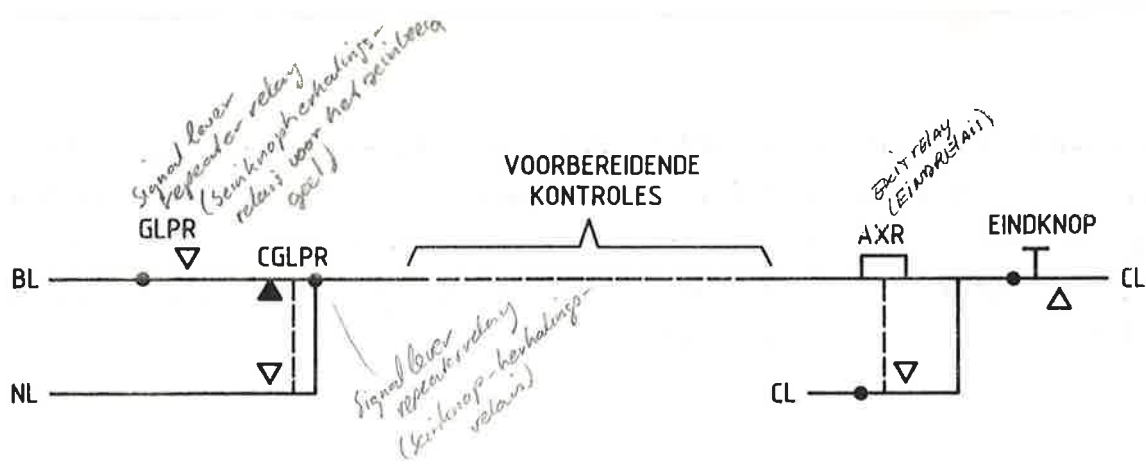 Signal lever
repeater relay
(Seinknopherhalings-
relais voor het seinbeeld
geel)
GLPR
CGLPR
BL
NL
Signal lever
repeater relay
(seinknop-herhalings-
relais)
VOORBEREIDENDE
KONTROLES
EXIT RELAY
(EINDRELAIS)
AXR
EINDKNOP
CL
CL